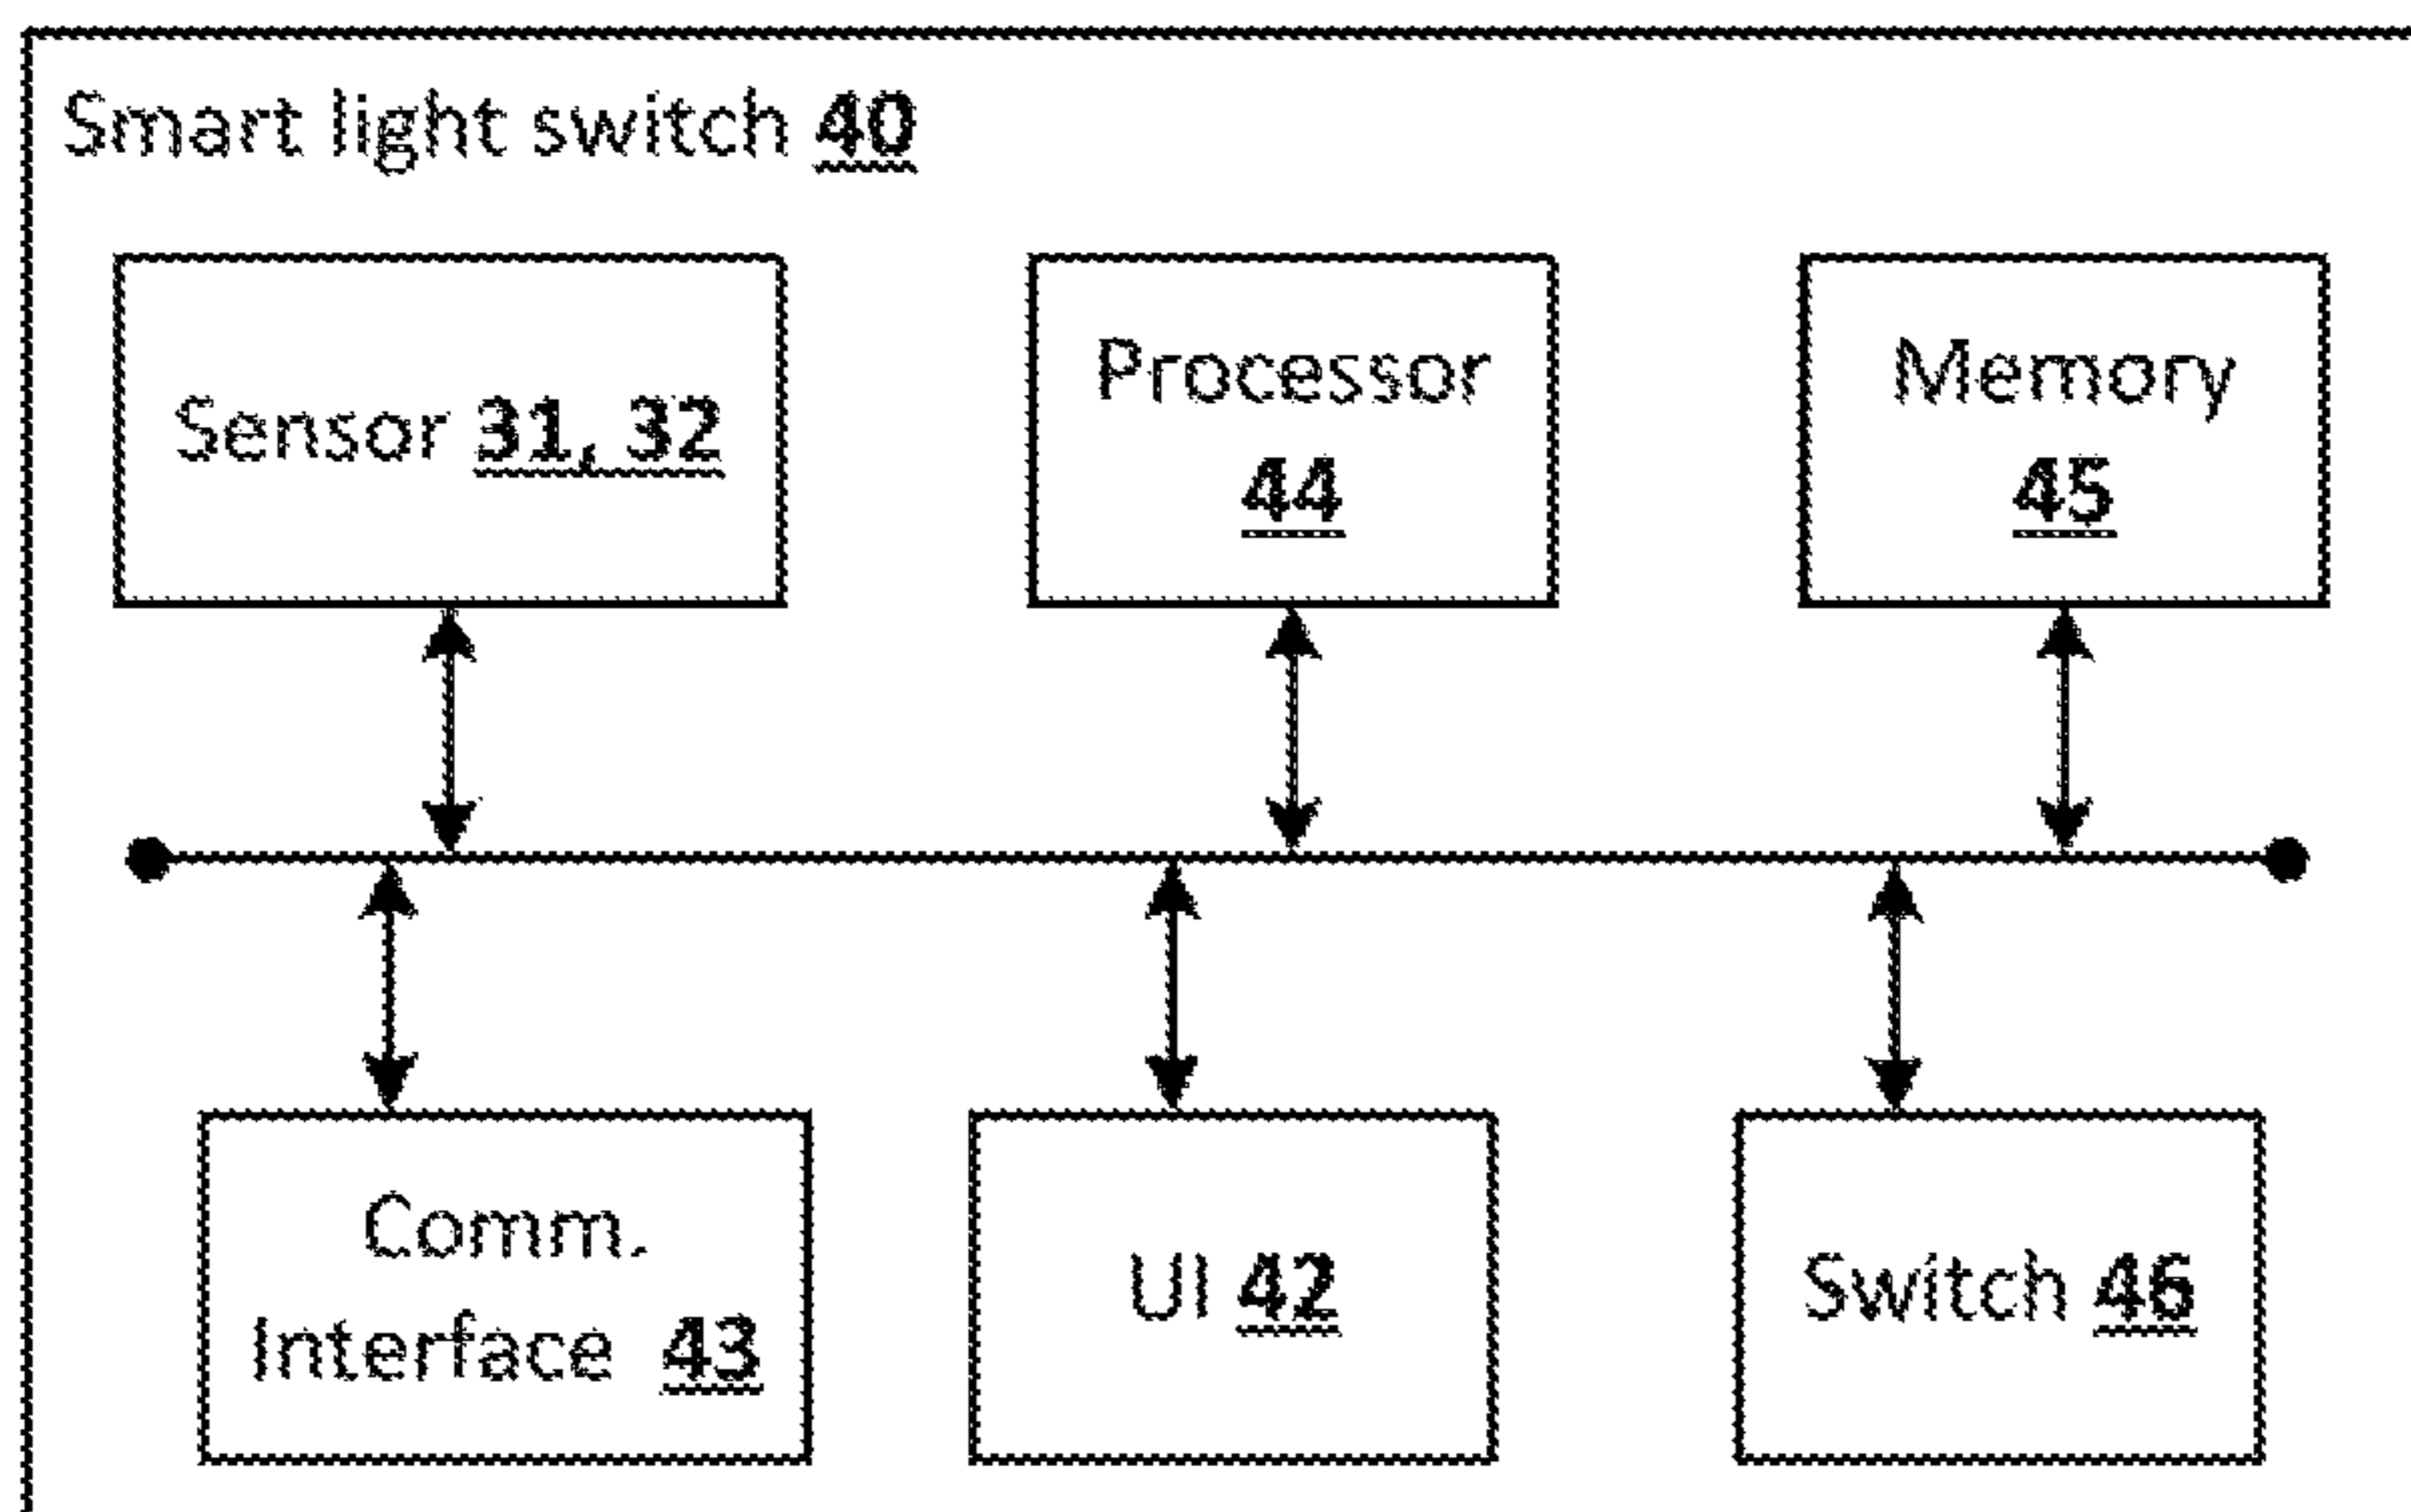 Smart light switch 40
Sensor 31, 32
Processor
44
Memory
45
Comm.
Interface 43
UI 42
Switch 46